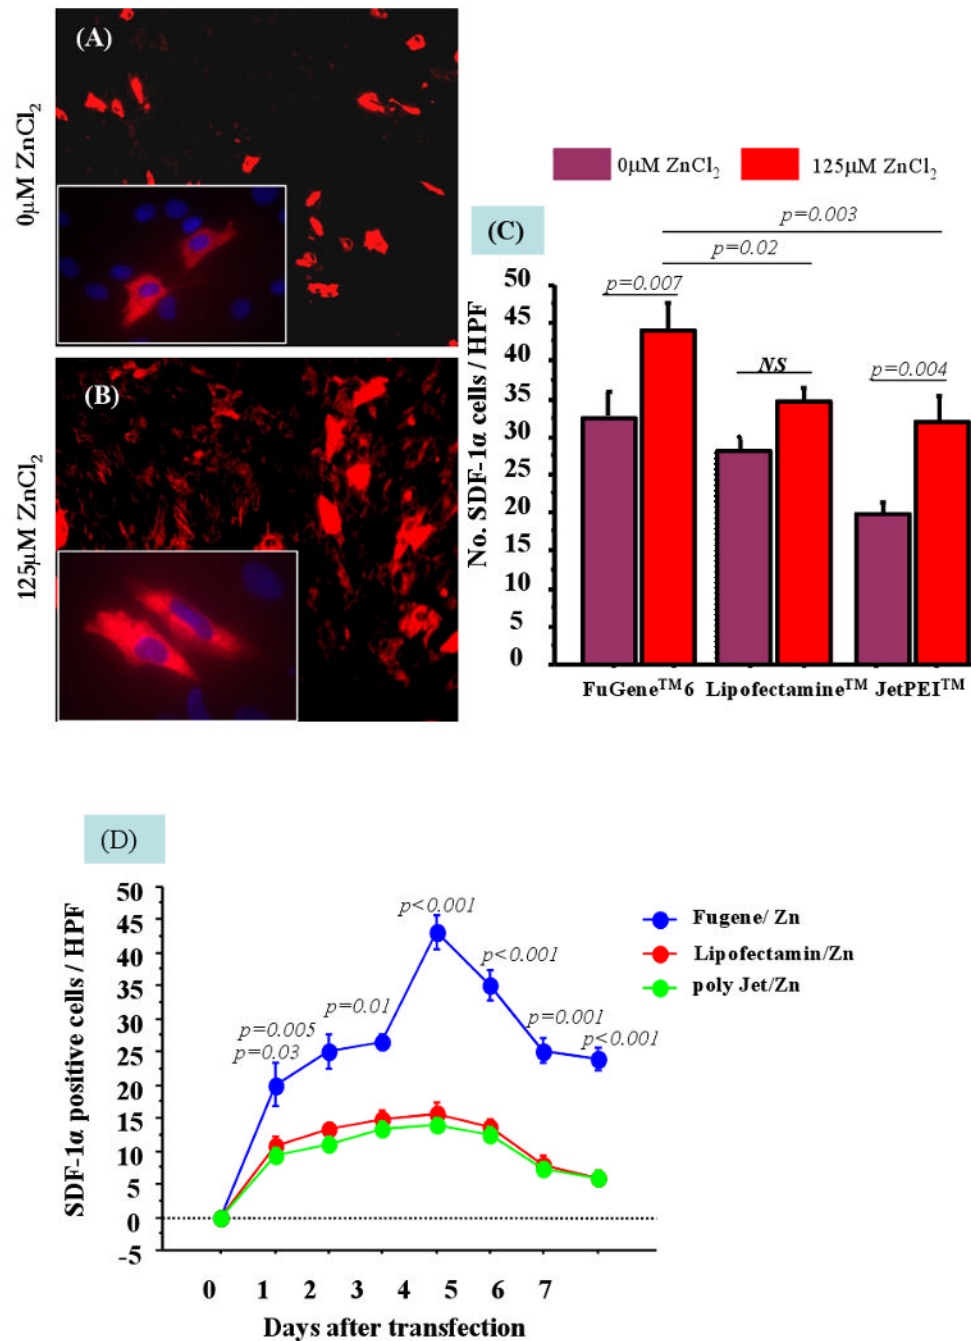 (A)
0μM ZnCl2
(B)
125μM ZnCl2
0μM ZnCl2
125μM ZnCl2
(C)
p=0.003
p=0.02
p=0.007
NS
p=0.004
No. SDF-1α cells / HPF
50
45
40
35
30
25
20
15
10
5
0
FuGene™6 Lipofectamine™ JetPEI™
(D)
SDF-1α positive cells / HPF
50
45
40
35
30
25
20
15
10
5
0
-5
p=0.005
p=0.03
p=0.01
p<0.001
p<0.001
p=0.001
p<0.001
Fugene/ Zn
Lipofectamin/Zn
poly Jet/Zn
0 1 2 3 4 5 6 7
Days after transfection